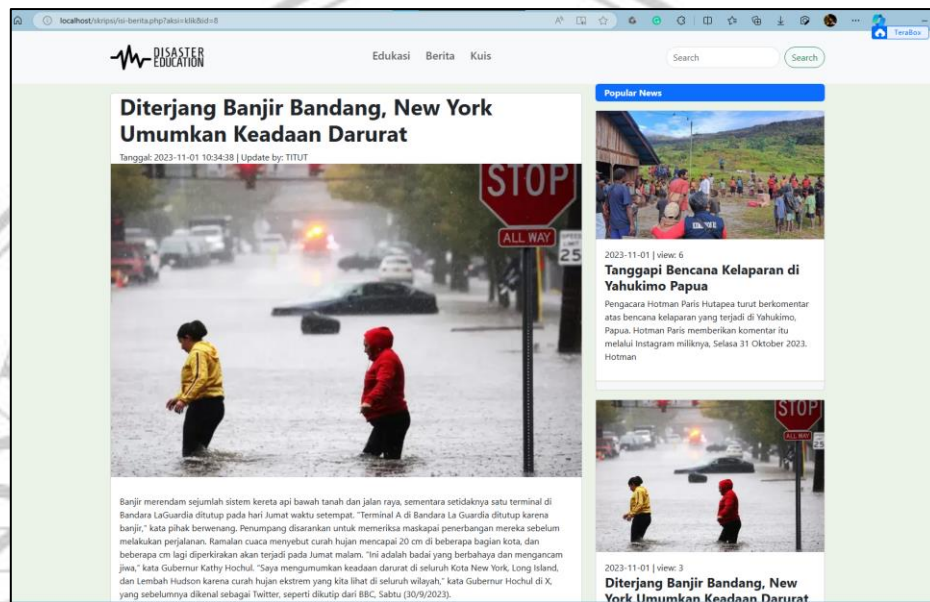 localhost/skripsi/isi-berita.php?aksi=klik&id=8
TeraBox
DISASTER
EDUCATION
Edukasi Berita Kuis
Search
Search
Diterjang Banjir Bandang, New York
Umumkan Keadaan Darurat
Tanggal: 2023-11-01 10:34:38 | Update by: TITUT
STOP
ALL WAY
SPEED
LIMIT
25
Banjir merendam sejumlah sistem kereta api bawah tanah dan jalan raya, sementara setidaknya satu terminal di
Bandara LaGuardia ditutup pada hari Jumat waktu setempat. "Terminal A di Bandara La Guardia ditutup karena
banjir," kata pihak berwenang. Penumpang disarankan untuk memeriksa maskapai penerbangan mereka sebelum
melakukan perjalanan. Ramalan cuaca menyebut curah hujan mencapai 20 cm di beberapa bagian kota, dan
beberapa cm lagi diperkirakan akan terjadi pada Jumat malam. "Ini adalah badai yang berbahaya dan mengancam
jiwa," kata Gubernur Kathy Hochul. "Saya mengumumkan keadaan darurat di seluruh Kota New York, Long Island,
dan Lembah Hudson karena curah hujan ekstrem yang kita lihat di seluruh wilayah," kata Gubernur Hochul di X,
yang sebelumnya dikenal sebagai Twitter, seperti dikutip dari BBC, Sabtu (30/9/2023).
Popular News
2023-11-01 | view: 6
Tanggapi Bencana Kelaparan di
Yahukimo Papua
Pengacara Hotman Paris Hutapea turut berkomentar
atas bencana kelaparan yang terjadi di Yahukimo,
Papua. Hotman Paris memberikan komentar itu
melalui Instagram miliknya, Selasa 31 Oktober 2023.
Hotman
STOP
ALL WAY
25
2023-11-01 | view: 3
Diterjang Banjir Bandang, New
York Umumkan Keadaan Darurat